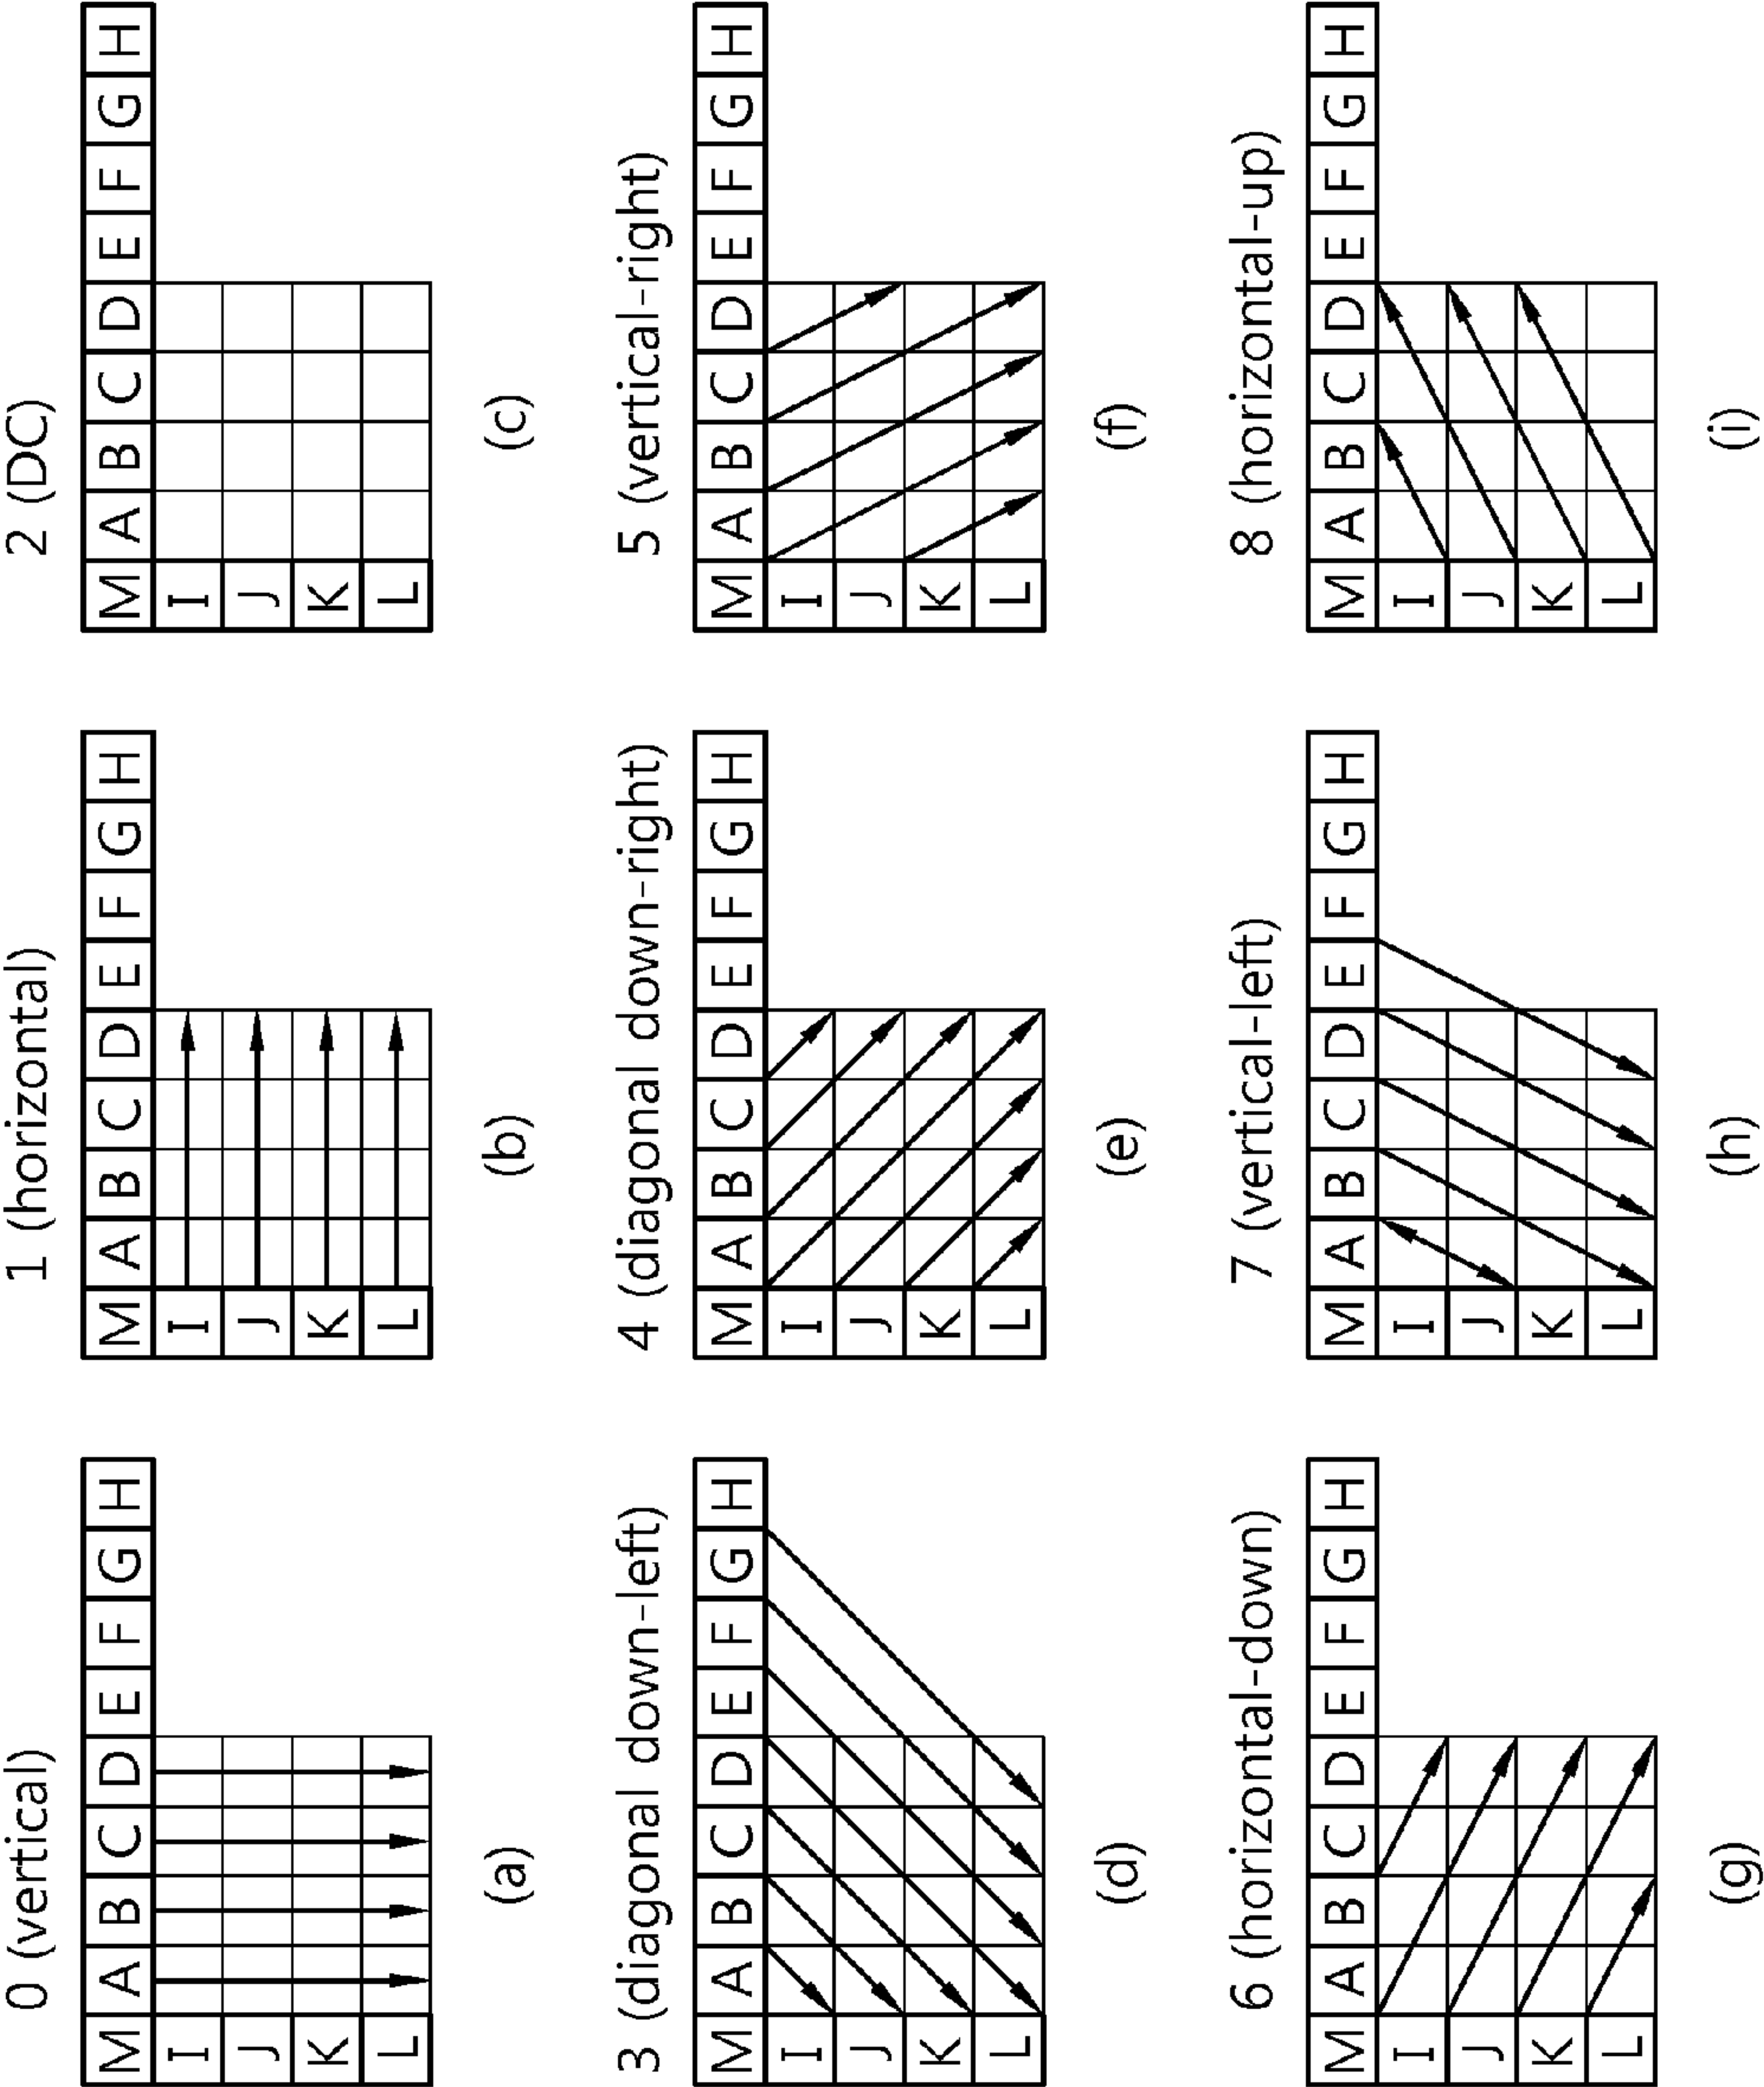 0 (vertical)
M A B C D E F G H
I
J
K
L
(a)
1 (horizontal)
M A B C D E F G H
I
J
K
L
(b)
2 (DC)
M A B C D E F G H
I
J
K
L
(c)
3 (diagonal down-left)
M A B C D E F G H
I
J
K
L
(d)
4 (diagonal down-right)
M A B C D E F G H
I
J
K
L
(e)
5 (vertical-right)
M A B C D E F G H
I
J
K
L
(f)
6 (horizontal-down)
M A B C D E F G H
I
J
K
L
(g)
7 (vertical-left)
M A B C D E F G H
I
J
K
L
(h)
8 (horizontal-up)
M A B C D E F G H
I
J
K
L
(i)